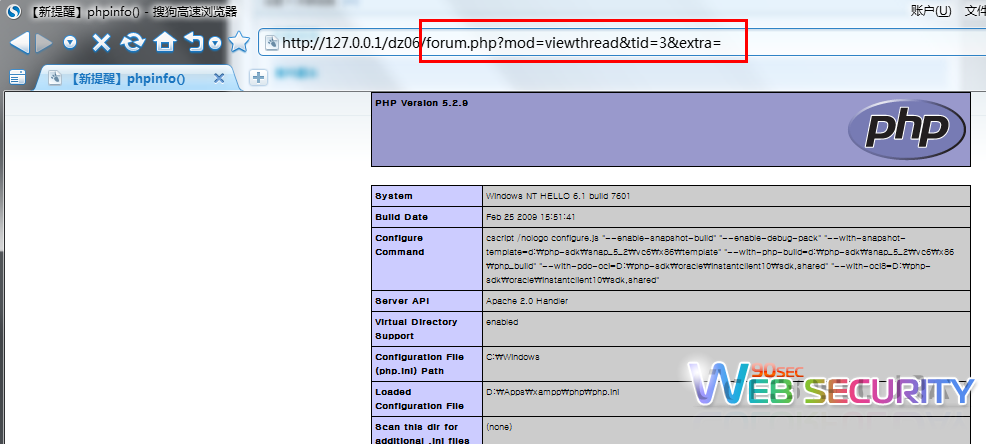 【新提醒】phpinfo() - 搜狗高速浏览器
账户(U)
文件
http://127.0.0.1/dz06/forum.php?mod=viewthread&tid=3&extra=
【新提醒】phpinfo()
PHP Version 5.2.9
php
System Windows NT HELLO 6.1 build 7601
Build Date Feb 25 2009 15:51:41
Configure Command cscript /nologo configure.js "--enable-snapshot-build" "--enable-debug-pack" "--with-snapshot-
template=d:₩php-sdk₩snap_5_2₩vc6₩x86₩template" "--with-php-build=d:₩php-sdk₩snap_5_2₩vc6₩x86
₩php_build" "--with-pdo-oci=D:₩php-sdk₩oracle₩instantclient10₩sdk,shared" "--with-oci8=D:₩php-
sdk₩oracle₩instantclient10₩sdk,shared"
Server API Apache 2.0 Handler
Virtual Directory Support enabled
Configuration File (php.ini) Path C:₩Windows
Loaded Configuration File D:₩Apps₩xampp₩php₩php.ini
Scan this dir for additional .ini files (none)
90SEC
WEB SECURITY